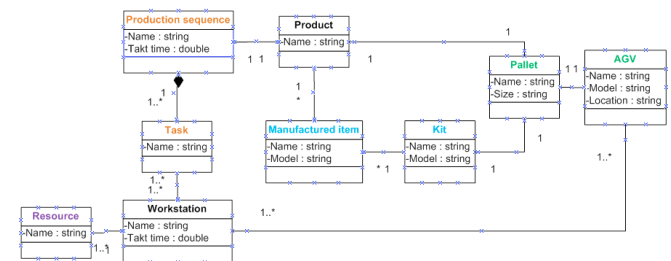 Production sequence
-Name : string
-Takt time : double
Product
-Name : string
1
1 1
1
Pallet
-Name : string
-Size : string
1 1
AGV
-Name : string
-Model : string
-Location : string
1
1..*
1
*
Task
-Name : string
Manufactured item
-Name : string
-Model : string
* 1
Kit
-Name : string
-Model : string
1
1
1..*
1..*
1..*
Resource
-Name : string
1..*
1
Workstation
-Name : string
-Takt time : double
1..*